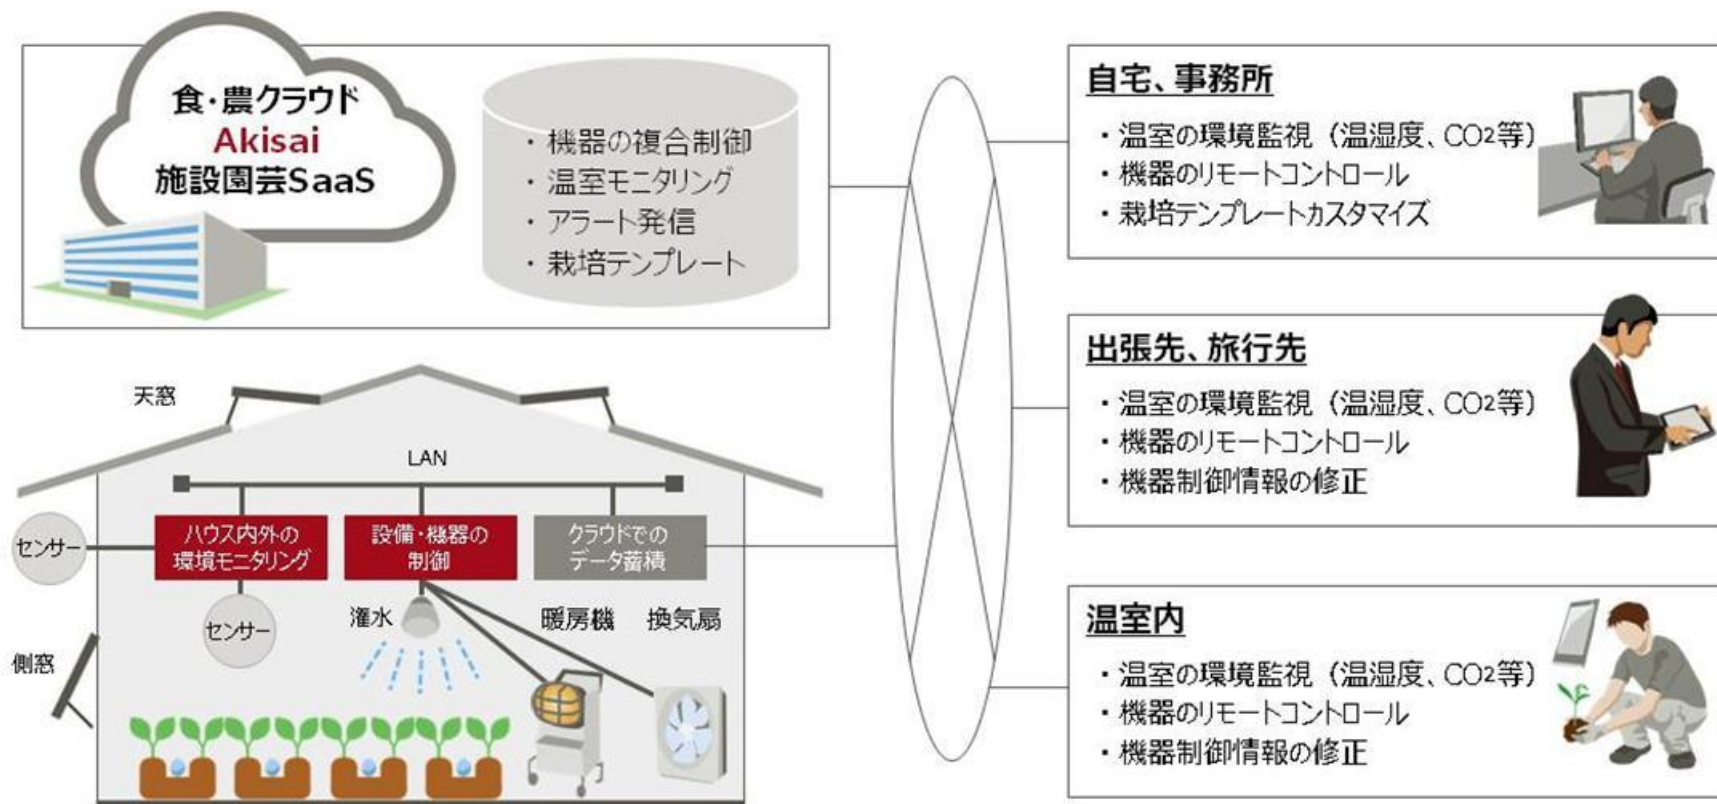 食・農クラウド
Akisai
施設園芸SaaS
・機器の複合制御
・温室モニタリング
・アラート発信
・栽培テンプレート
自宅、事務所
・温室の環境監視（温湿度、CO2等）
・機器のリモートコントロール
・栽培テンプレートカスタマイズ
出張先、旅行先
・温室の環境監視（温湿度、CO2等）
・機器のリモートコントロール
・機器制御情報の修正
温室内
・温室の環境監視（温湿度、CO2等）
・機器のリモートコントロール
・機器制御情報の修正
天窓
LAN
センサー
ハウス内外の
環境モニタリング
設備・機器の
制御
クラウドでの
データ蓄積
センサー
灌水
暖房機
換気扇
側窓